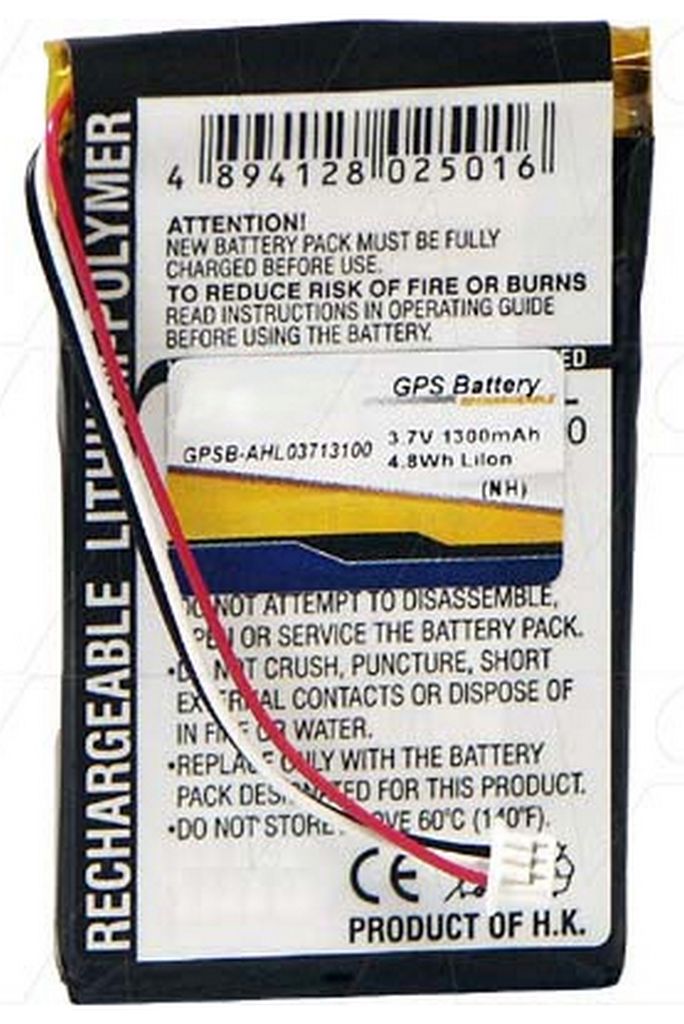 4 894128 025016
ATTENTION!
NEW BATTERY PACK MUST BE FULLY
CHARGED BEFORE USE.
TO REDUCE RISK OF FIRE OR BURNS
READ INSTRUCTIONS IN OPERATING GUIDE
BEFORE USING THE BATTERY.
GPS Battery
RECHARGEABLE
GPSB-AHL03713100
3.7V 1300mAh
4.8Wh LiIon
(NH)
NOT ATTEMPT TO DISASSEMBLE,
OR SERVICE THE BATTERY PACK.
NOT CRUSH, PUNCTURE, SHORT
CONTACTS OR DISPOSE OF
IN OR WATER.
•REPLACE ONLY WITH THE BATTERY
PACK FOR THIS PRODUCT.
•DO NOT STORE 60°C (140°F).
CE
PRODUCT OF H.K.
RECHARGEABLE POLYMER